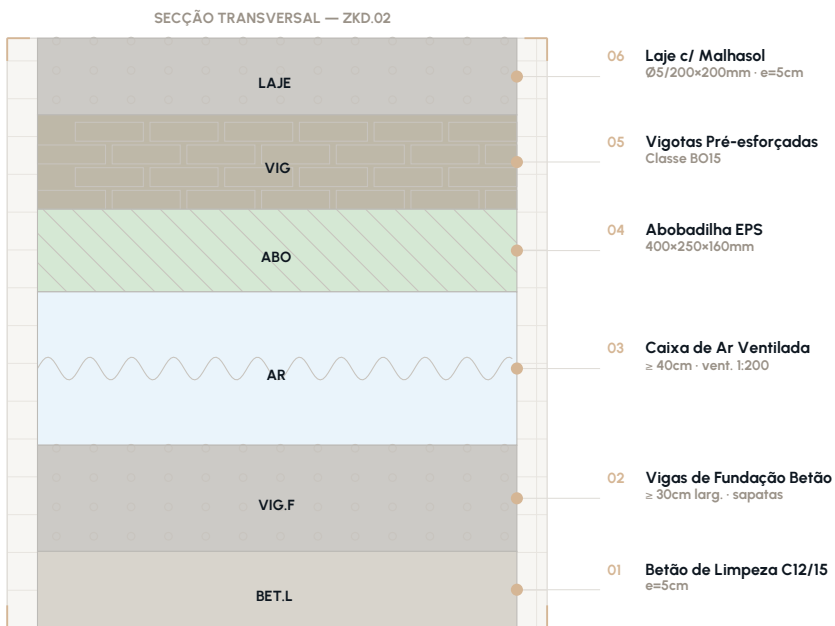 SECÇÃO TRANSVERSAL — ZKD.02
LAJE
06 Laje c/ Malhasol
Ø5/200×200mm · e=5cm
VIG
05 Vigotas Pré-esforçadas
Classe BO15
ABO
04 Abobadilha EPS
400×250×160mm
AR
03 Caixa de Ar Ventilada
≥ 40cm · vent. 1:200
VIG.F
02 Vigas de Fundação Betão
≥ 30cm larg. · sapatas
BET.L
01 Betão de Limpeza C12/15
e=5cm